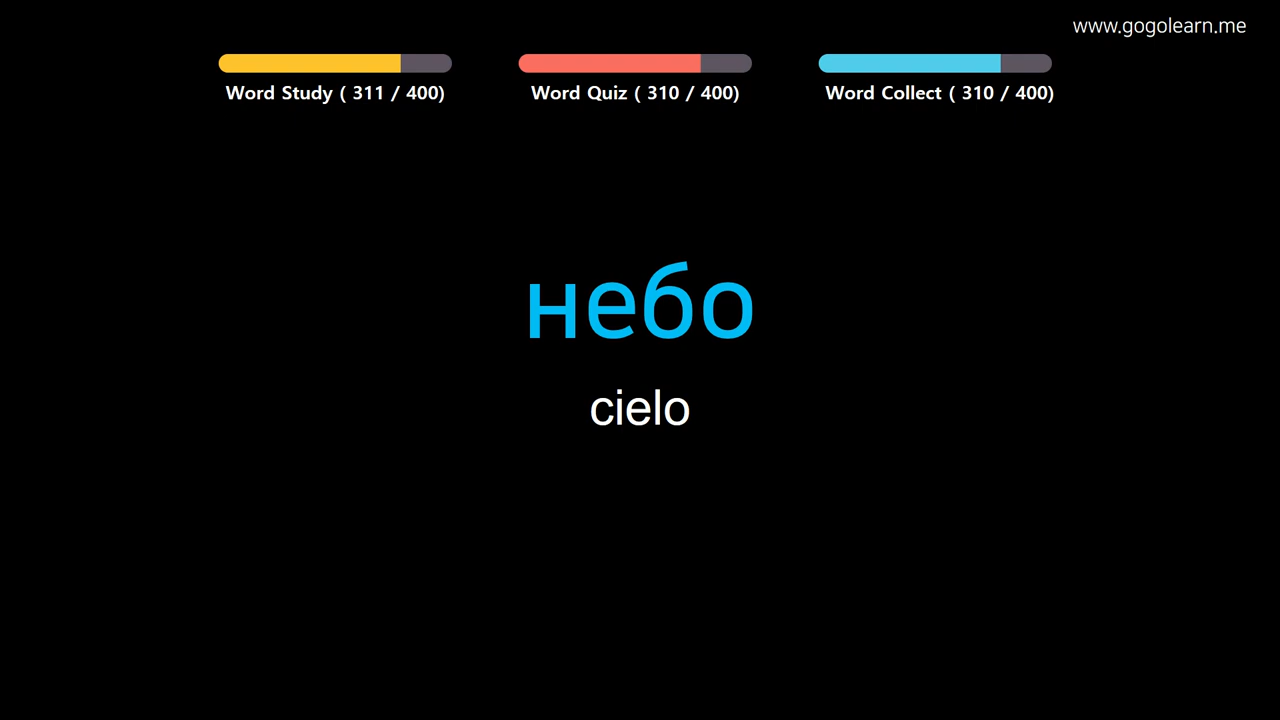 www.gogolearn.me
Word Study ( 311 / 400)
Word Quiz ( 310 / 400)
Word Collect ( 310 / 400)
небо
cielo